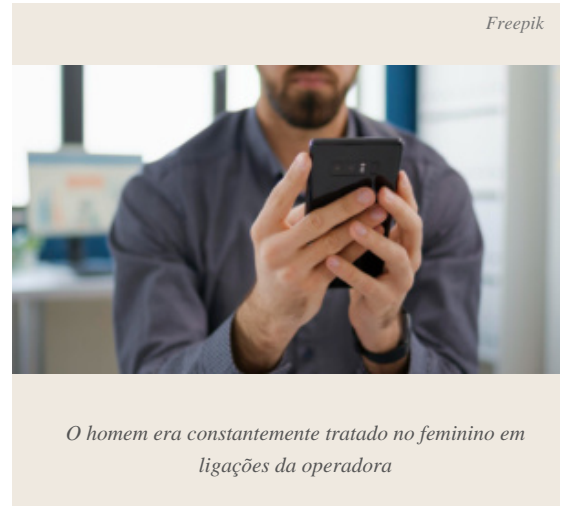 Freepik
O homem era constantemente tratado no feminino em
ligações da operadora